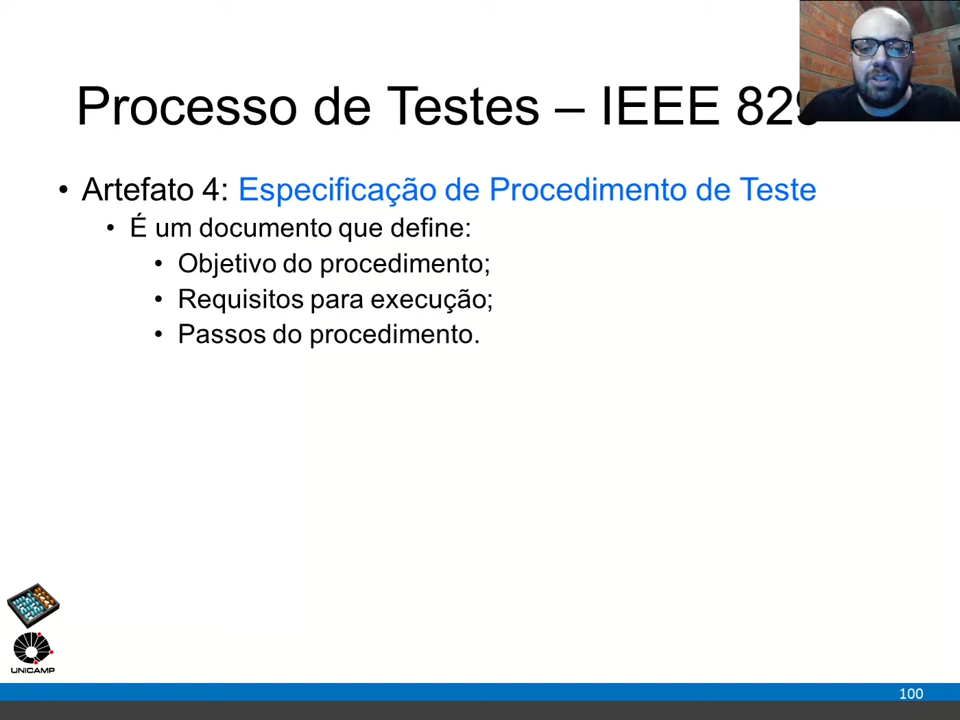 Processo de Testes – IEEE 829
• Artefato 4: Especificação de Procedimento de Teste
• É um documento que define:
• Objetivo do procedimento;
• Requisitos para execução;
• Passos do procedimento.
UNICAMP
100